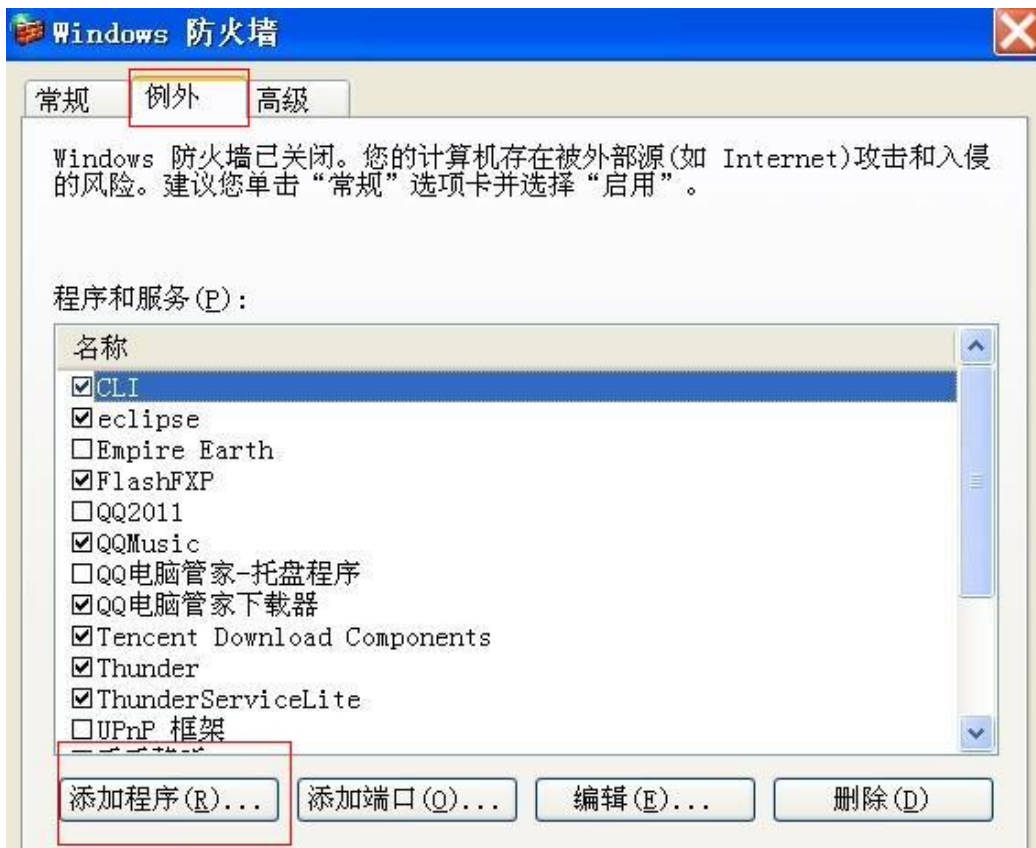 Windows 防火墙
常规 例外 高级
Windows 防火墙已关闭。您的计算机存在被外部源(如 Internet)攻击和入侵
的风险。建议您单击“常规”选项卡并选择“启用”。
程序和服务(P):
名称
CLI
eclipse
Empire Earth
FlashFXP
QQ2011
QQMusic
QQ电脑管家-托盘程序
QQ电脑管家下载器
Tencent Download Components
Thunder
ThunderServiceLite
UPnP 框架
添加程序(R)... 添加端口(O)... 编辑(E)... 删除(D)